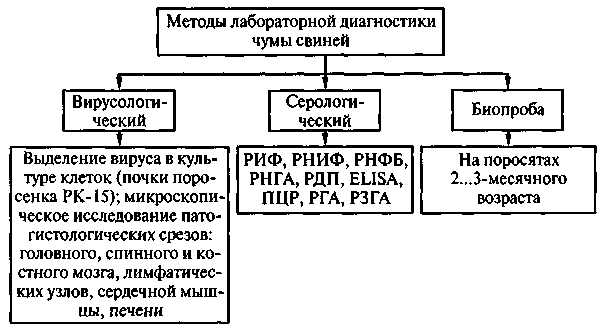 Методы лабораторной диагностики
чумы свиней
Вирусологи-
ческий
Серологи-
ческий
Биопроба
Выделение вируса в куль-
туре клеток (почки поро-
сенка РК-15); микроскопи-
ческое исследование пато-
гистологических срезов:
головного, спинного и ко-
стного мозга, лимфатичес-
ких узлов, сердечной мыш-
цы, печени
РИФ, РНИФ, РНФБ,
РНГА, РДП, ELISA,
ПЦР, РГА, РЗГА
На поросятах
2...3-месячного
возраста